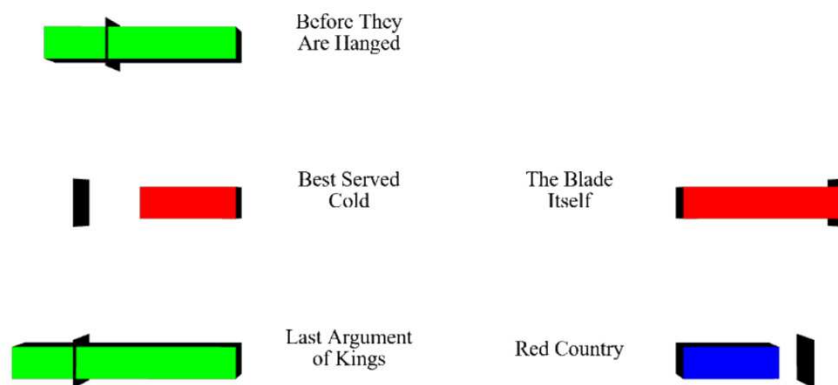 Before They
Are Hanged
Best Served
Cold
The Blade
Itself
Last Argument
of Kings
Red Country